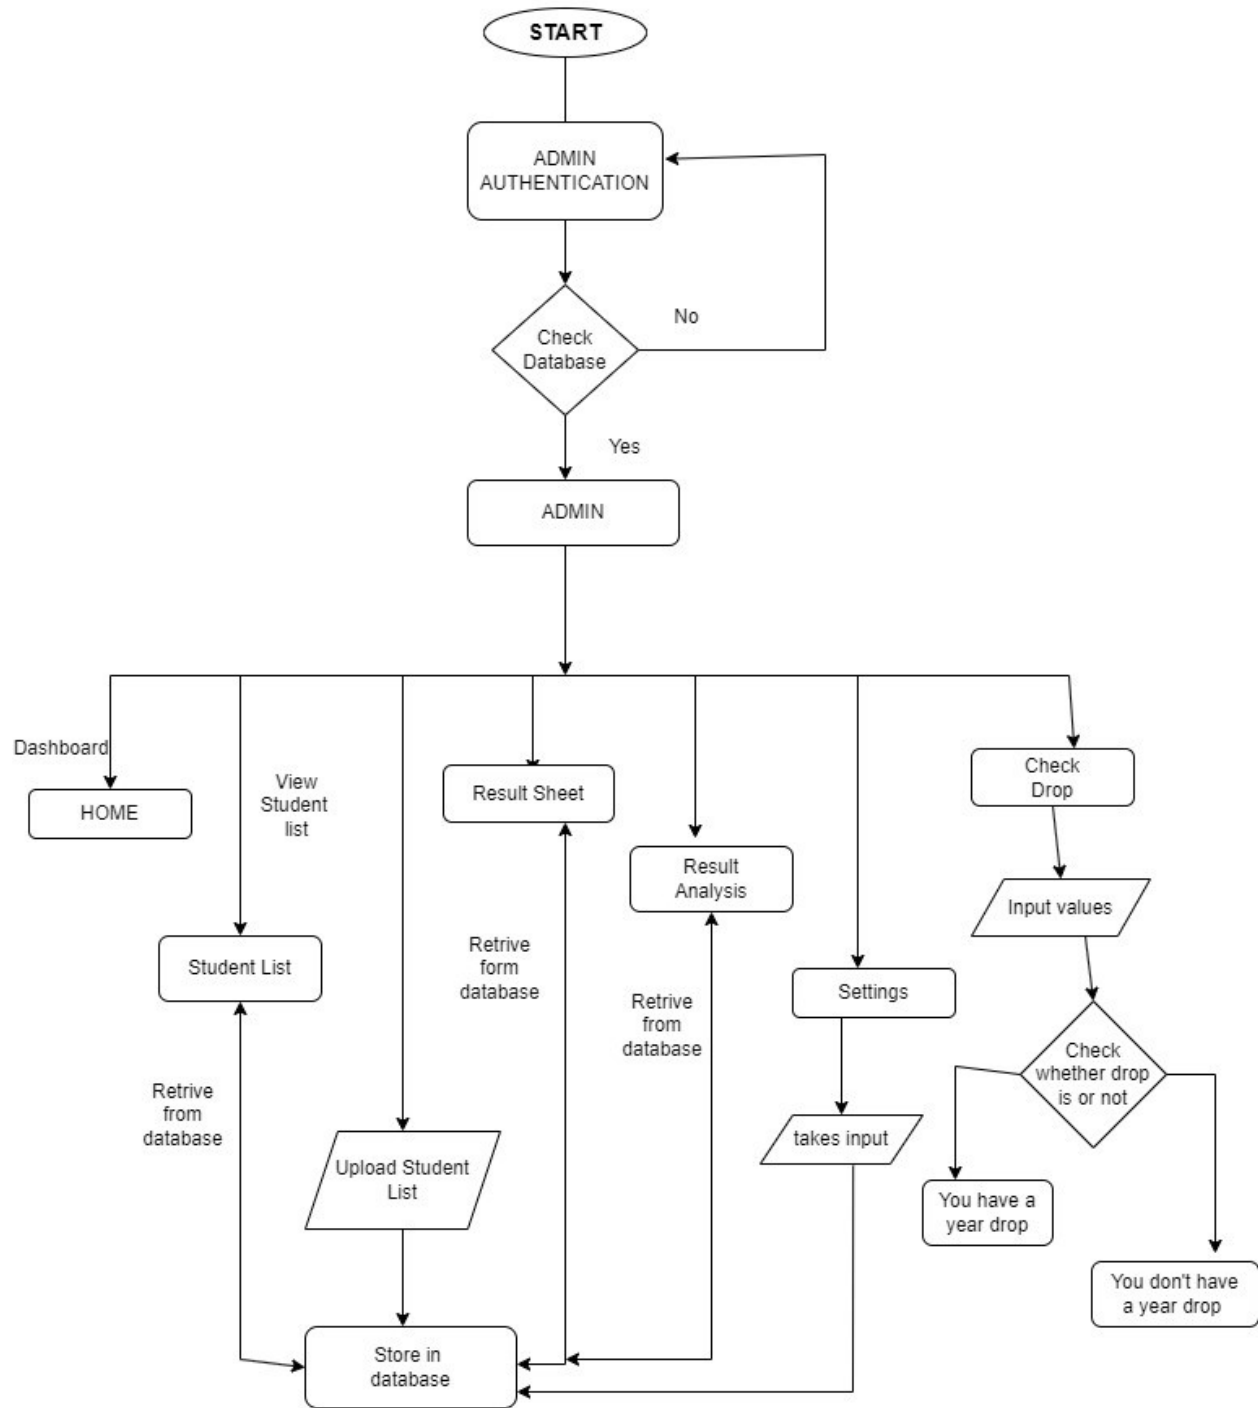 START
ADMIN
AUTHENTICATION
No
Check
Database
Yes
ADMIN
Dashboard
HOME
View
Student
list
Result Sheet
Check
Drop
Result
Analysis
Input values
Student List
Retrive
form
database
Retrive
from
database
Settings
Check
whether drop
is or not
Retrive
from
database
takes input
Upload Student
List
You have a
year drop
You don't have
a year drop
Store in
database